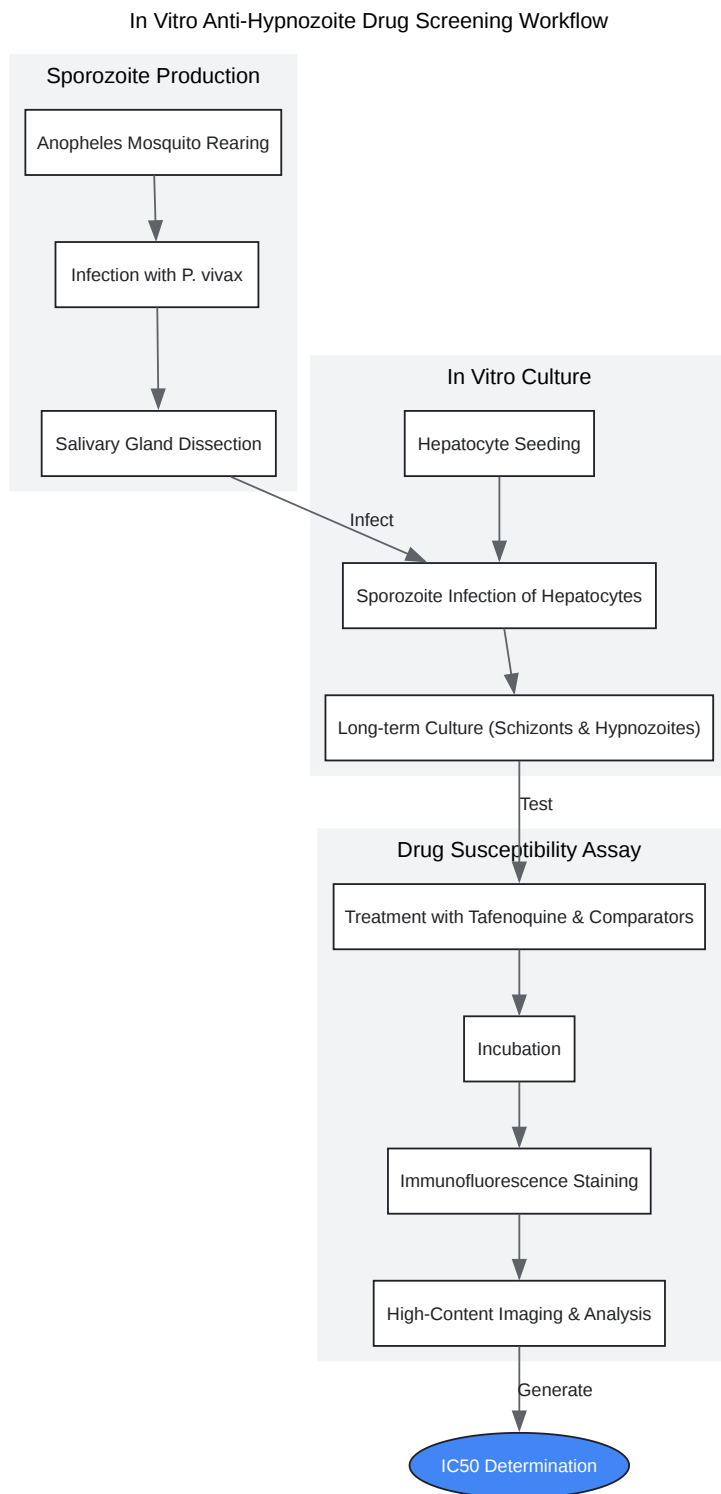 In Vitro Anti-Hypnozoite Drug Screening Workflow
Sporozoite Production
Anopheles Mosquito Rearing
Infection with P. vivax
Salivary Gland Dissection
Infect
In Vitro Culture
Hepatocyte Seeding
Sporozoite Infection of Hepatocytes
Long-term Culture (Schizonts & Hypnozoites)
Test
Drug Susceptibility Assay
Treatment with Tafenoquine & Comparators
Incubation
Immunofluorescence Staining
High-Content Imaging & Analysis
Generate
IC50 Determination